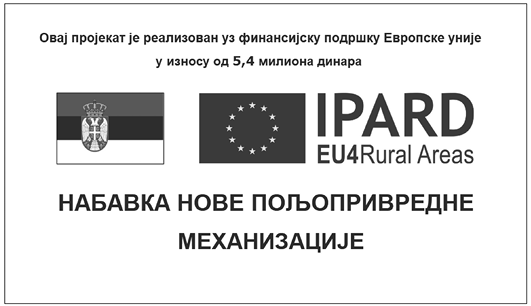 Овај пројекат је реализован уз финансијску подршку Европске уније
у износу од 5,4 милиона динара
IPARD
EU4Rural Areas
НАБАВКА НОВЕ ПОЉОПРИВРЕДНЕ
МЕХАНИЗАЦИЈЕ